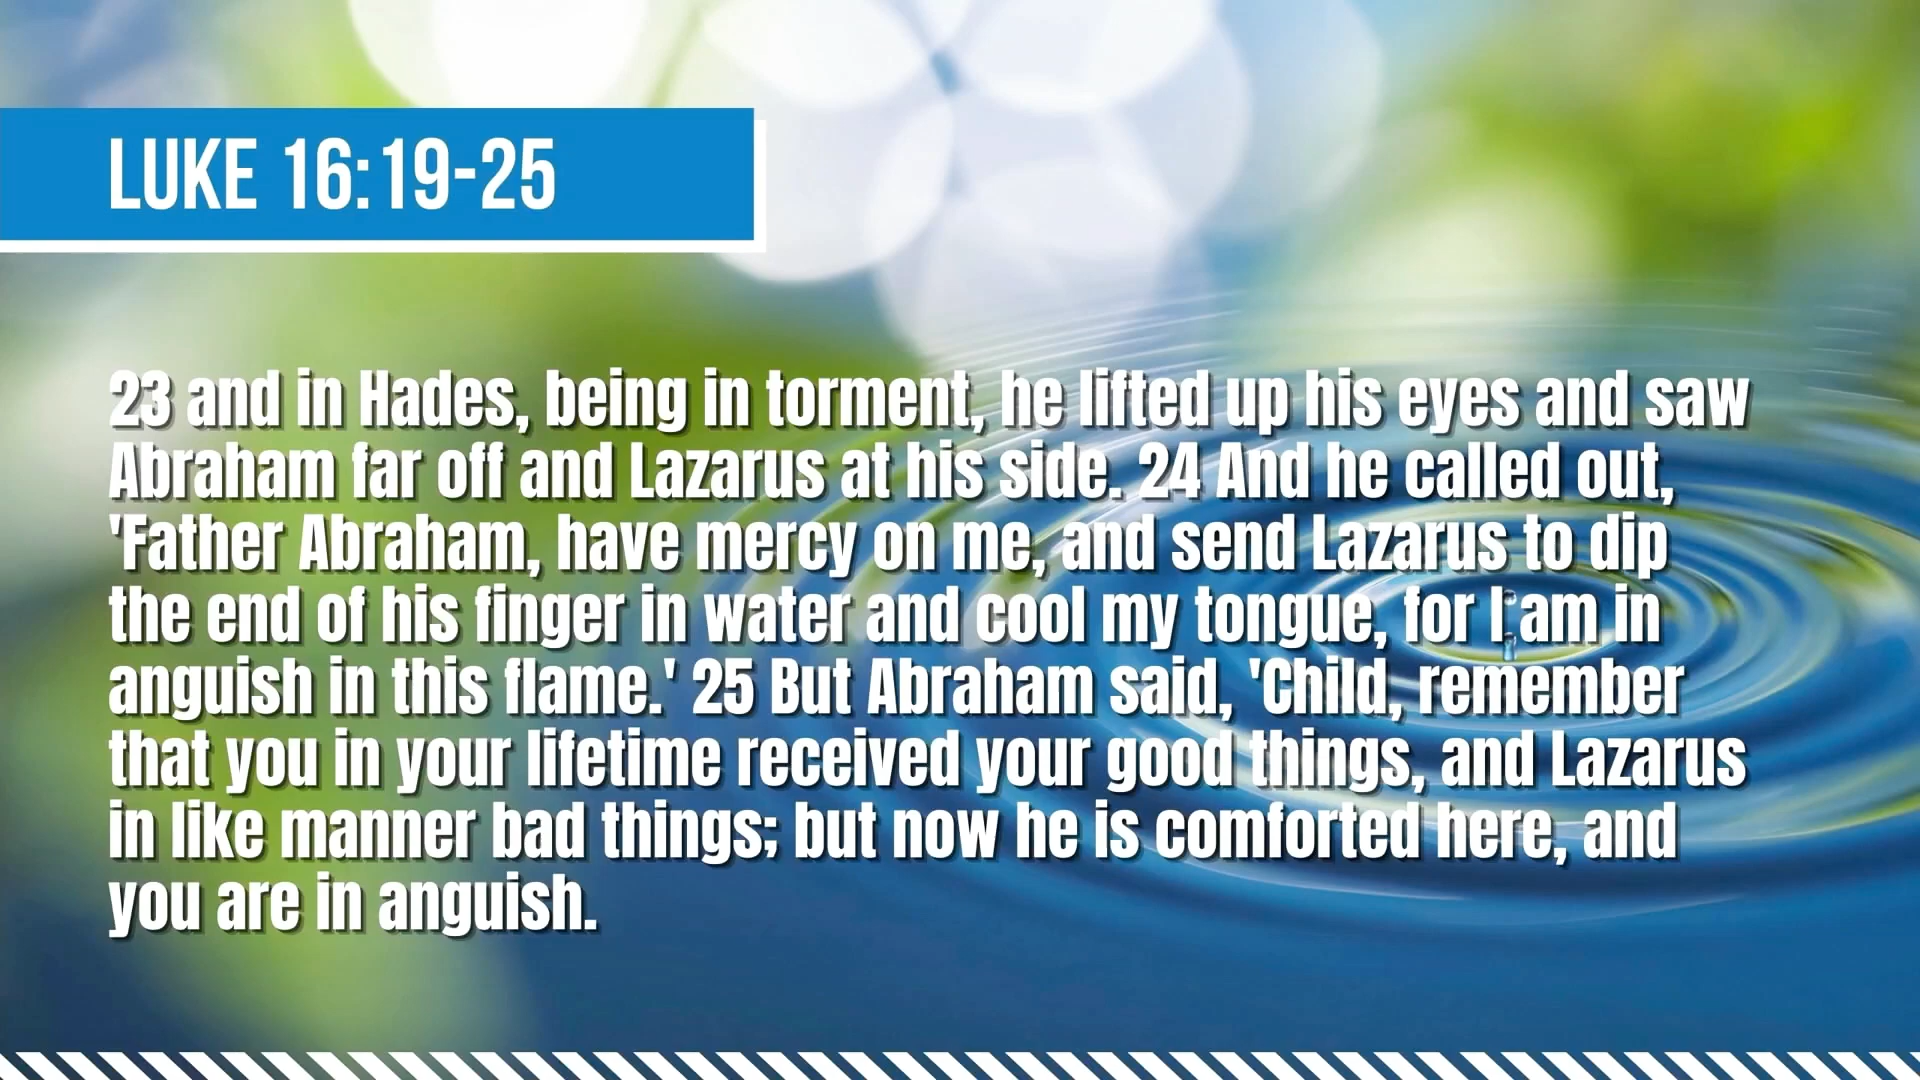 LUKE 16:19-25
23 and in Hades, being in torment, he lifted up his eyes and saw
Abraham far off and Lazarus at his side. 24 And he called out,
'Father Abraham, have mercy on me, and send Lazarus to dip
the end of his finger in water and cool my tongue, for I am in
anguish in this flame.' 25 But Abraham said, 'Child, remember
that you in your lifetime received your good things, and Lazarus
in like manner bad things; but now he is comforted here, and
you are in anguish.